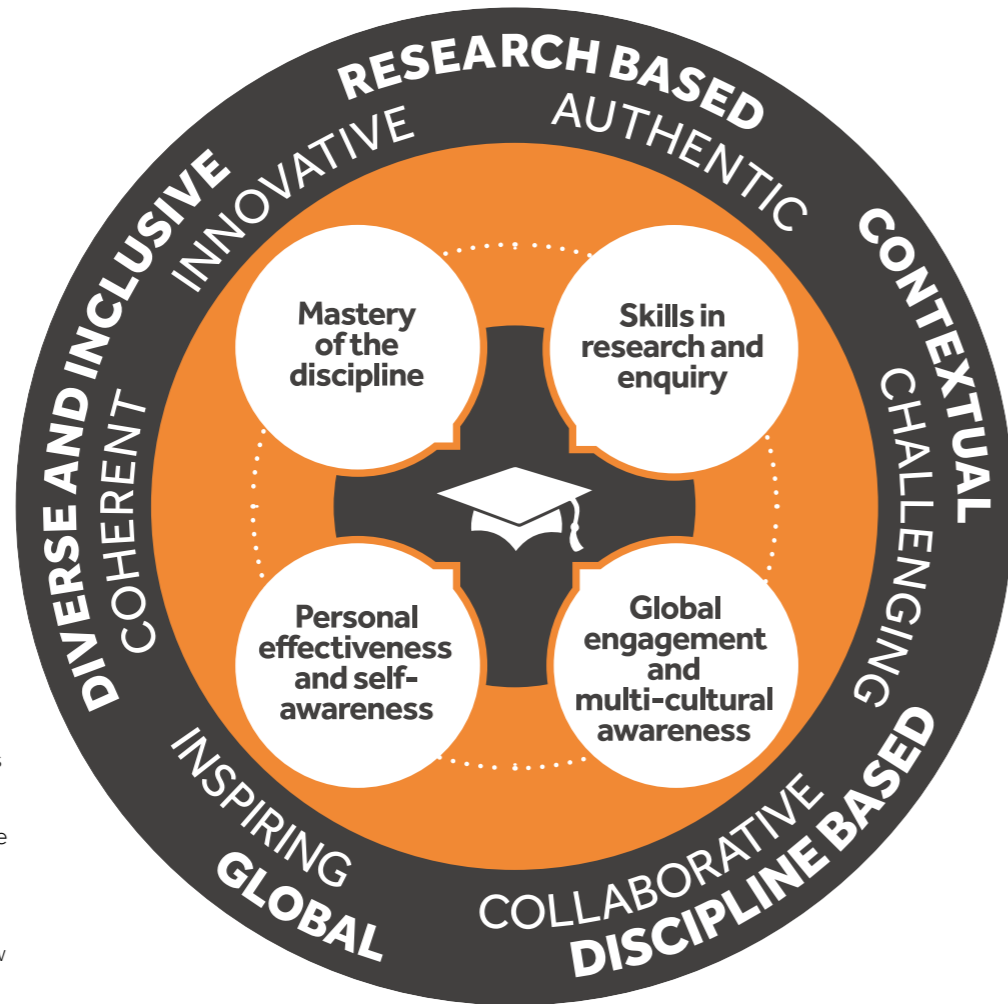 RESEARCH BASED
CONTEXTUAL
DISCIPLINE BASED
GLOBAL
DIVERSE AND INCLUSIVE
INNOVATIVE
AUTHENTIC
CHALLENGING
COLLABORATIVE
INSPIRING
COHERENT
Mastery
of the
discipline
Skills in
research and
enquiry
Personal
effectiveness
and self-
awareness
Global
engagement
and
multi-cultural
awareness